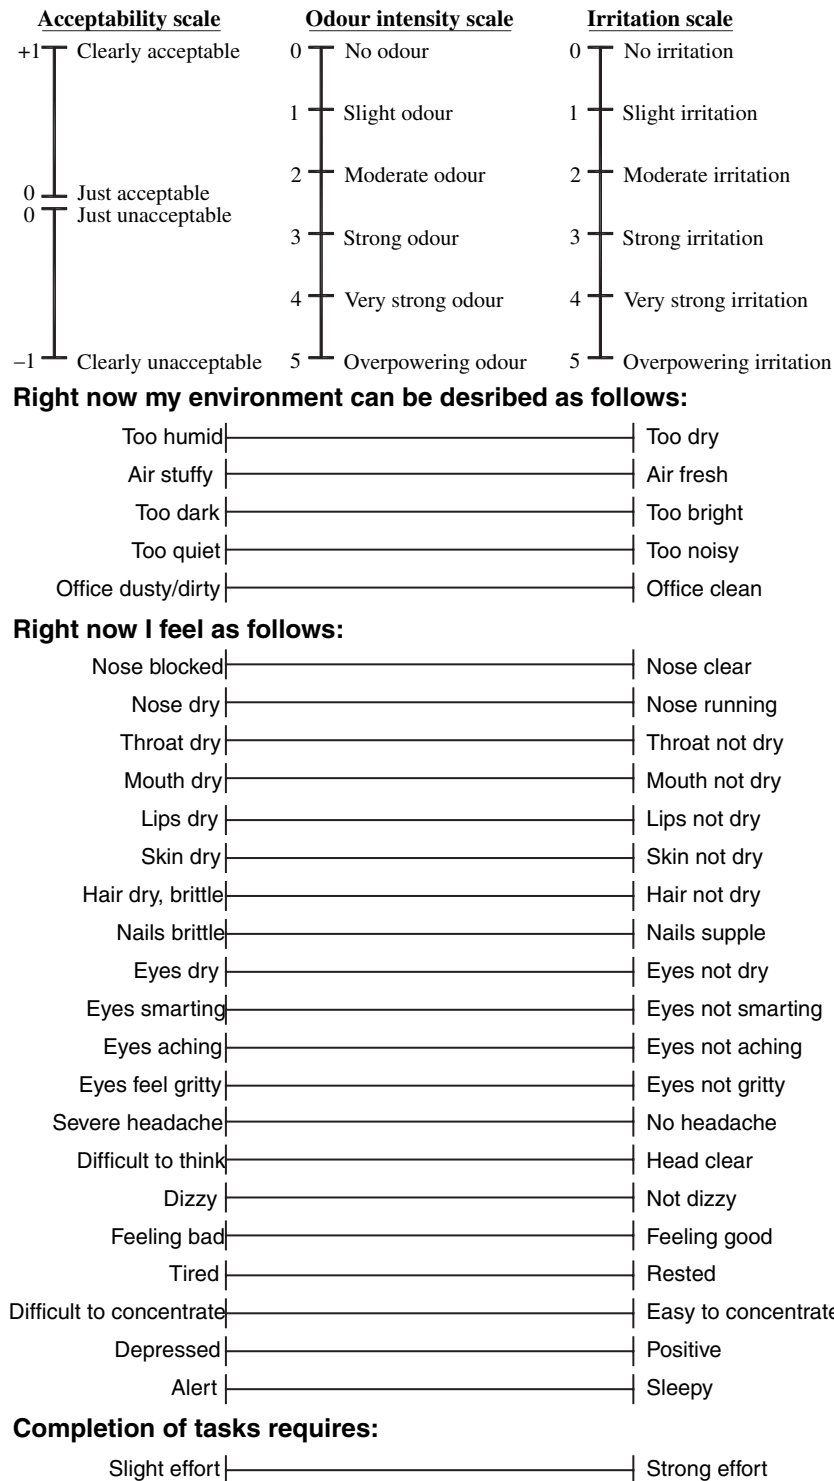 Acceptability scale Odour intensity scale Irritation scale
+1 Clearly acceptable 0 No odour 0 No irritation
1 Slight odour 1 Slight irritation
2 Moderate odour 2 Moderate irritation
0 Just acceptable
0 Just unacceptable
3 Strong odour 3 Strong irritation
4 Very strong odour 4 Very strong irritation
–1 Clearly unacceptable 5 Overpowering odour 5 Overpowering irritation
Right now my environment can be desribed as follows:
Too humid Too dry
Air stuffy Air fresh
Too dark Too bright
Too quiet Too noisy
Office dusty/dirty Office clean
Right now I feel as follows:
Nose blocked Nose clear
Nose dry Nose running
Throat dry Throat not dry
Mouth dry Mouth not dry
Lips dry Lips not dry
Skin dry Skin not dry
Hair dry, brittle Hair not dry
Nails brittle Nails supple
Eyes dry Eyes not dry
Eyes smarting Eyes not smarting
Eyes aching Eyes not aching
Eyes feel gritty Eyes not gritty
Severe headache No headache
Difficult to think Head clear
Dizzy Not dizzy
Feeling bad Feeling good
Tired Rested
Difficult to concentrate Easy to concentrate
Depressed Positive
Alert Sleepy
Completion of tasks requires:
Slight effort Strong effort